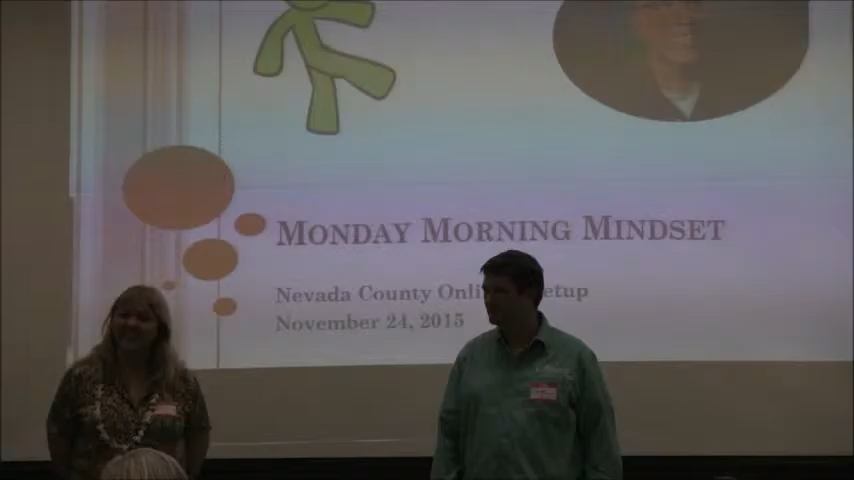 MONDAY MORNING MINDSET
Nevada County Onli etup
November 24, 2015